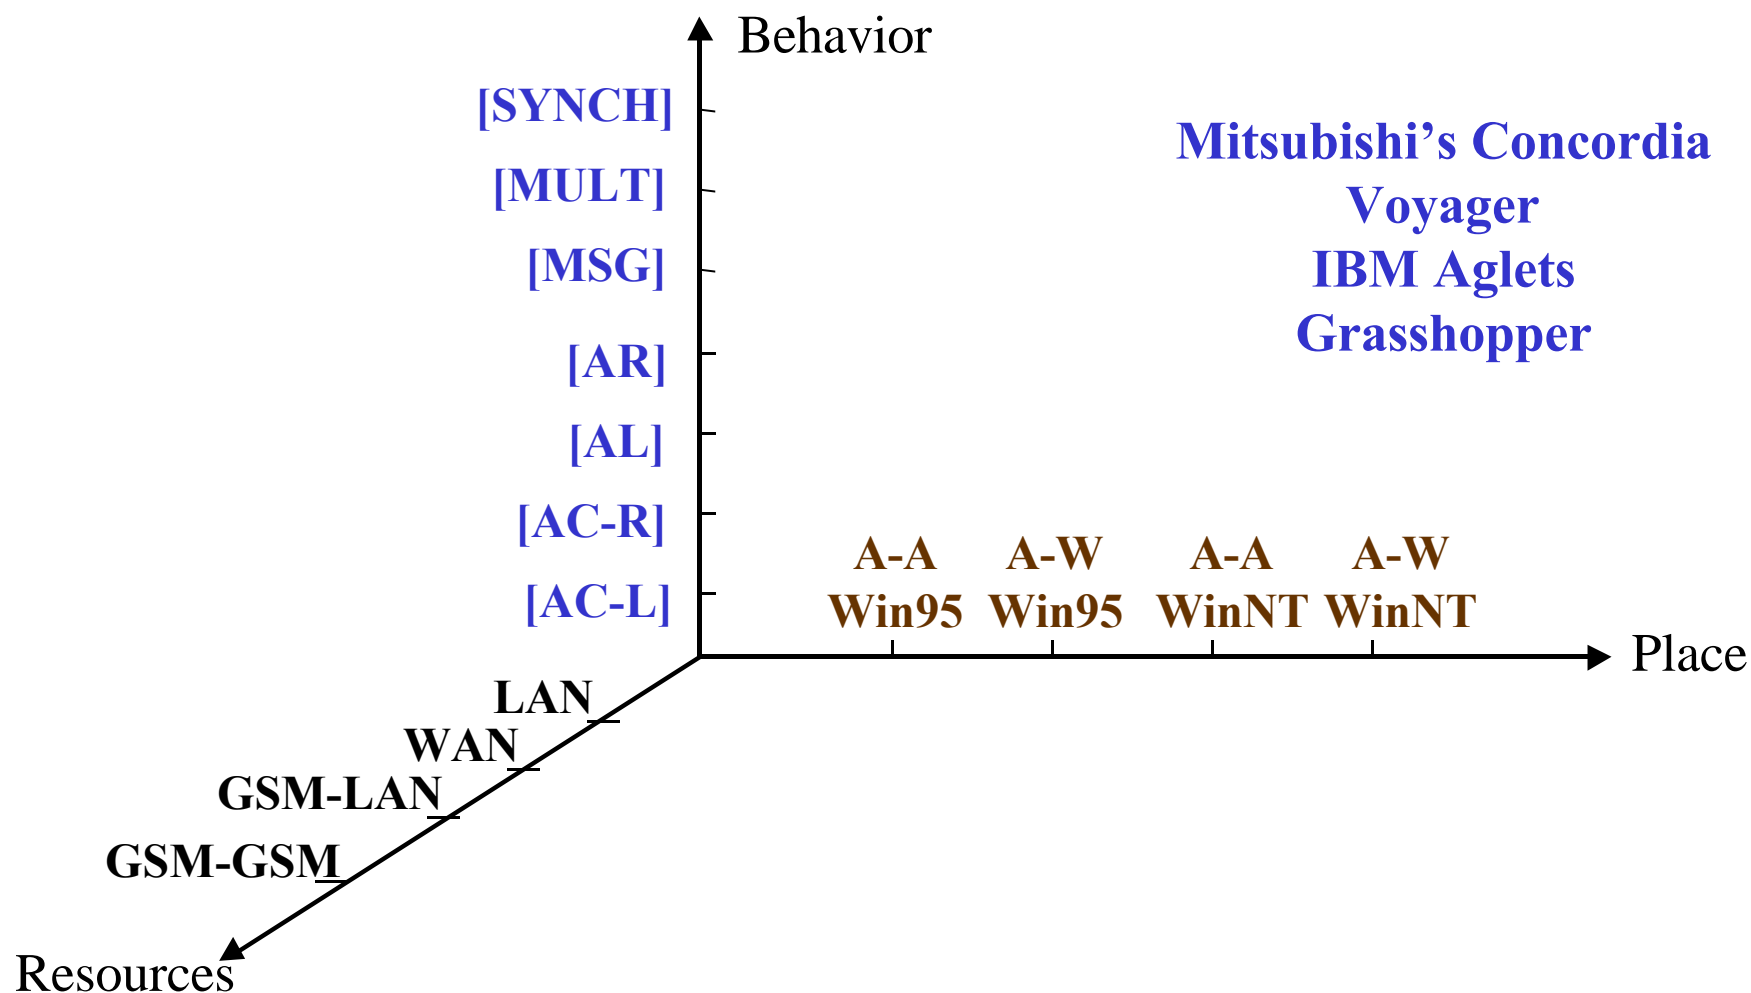 Behavior
[SYNCH]
[MULT]
[MSG]
[AR]
[AL]
[AC-R]
[AC-L]
Mitsubishi’s Concordia
Voyager
IBM Aglets
Grasshopper
A-A A-W A-A A-W
Win95 Win95 WinNT WinNT
Place
LAN
WAN
GSM-LAN
GSM-GSM
Resources